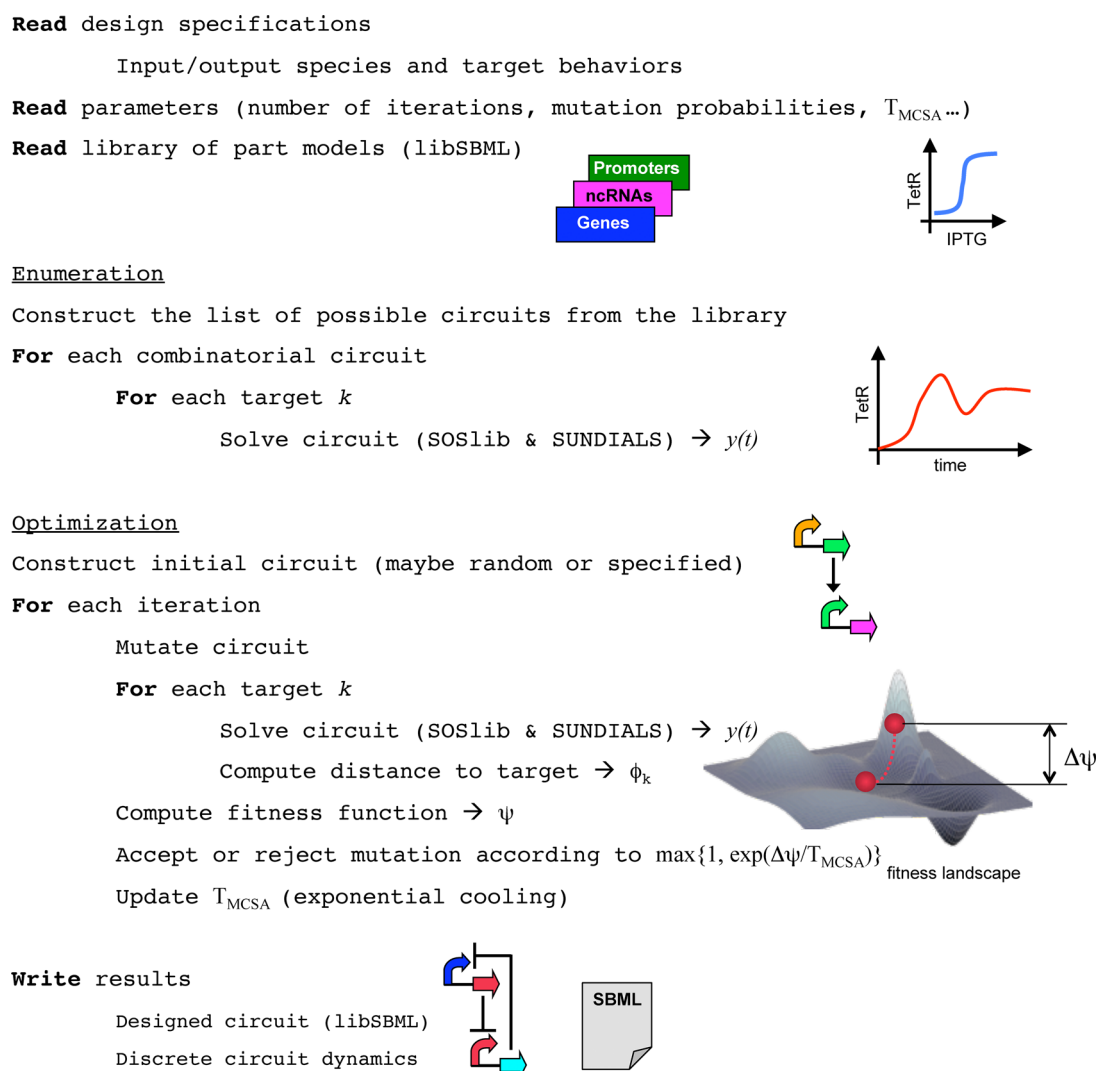 Read design specifications
Input/output species and target behaviors
Read parameters (number of iterations, mutation probabilities, T_MCSA …)
Read library of part models (libSBML)
Promoters
ncRNAs
Genes
TetR
IPTG
Enumeration
Construct the list of possible circuits from the library
For each combinatorial circuit
For each target k
Solve circuit (SOSlib & SUNDIALS) → y(t)
TetR
time
Optimization
Construct initial circuit (maybe random or specified)
For each iteration
Mutate circuit
For each target k
Solve circuit (SOSlib & SUNDIALS) → y(t)
Compute distance to target → ϕ_k
Δψ
Compute fitness function → ψ
Accept or reject mutation according to max{1, exp(Δψ/T_MCSA)}
fitness landscape
Update T_MCSA (exponential cooling)
Write results
SBML
Designed circuit (libSBML)
Discrete circuit dynamics